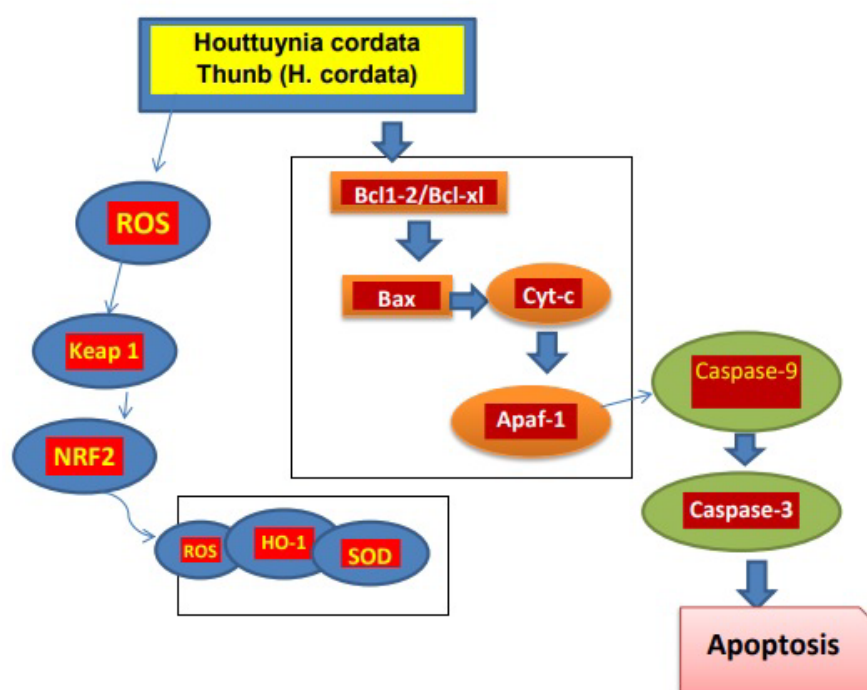 Houttuynia cordata
Thunb (H. cordata)
Bcl1-2/Bcl-xl
ROS
Bax
Cyt-c
Keap 1
Caspase-9
Apaf-1
NRF2
Caspase-3
ROS
HO-1
SOD
Apoptosis